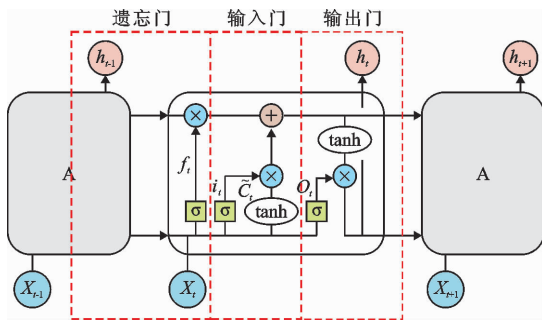 遗忘门 输入门 输出门
h_{t-1} h_t h_{t+1}
× +
tanh
A f_t i_t C̃_t × O_t × A
σ σ tanh σ
X_{t-1} X_t X_{t+1}